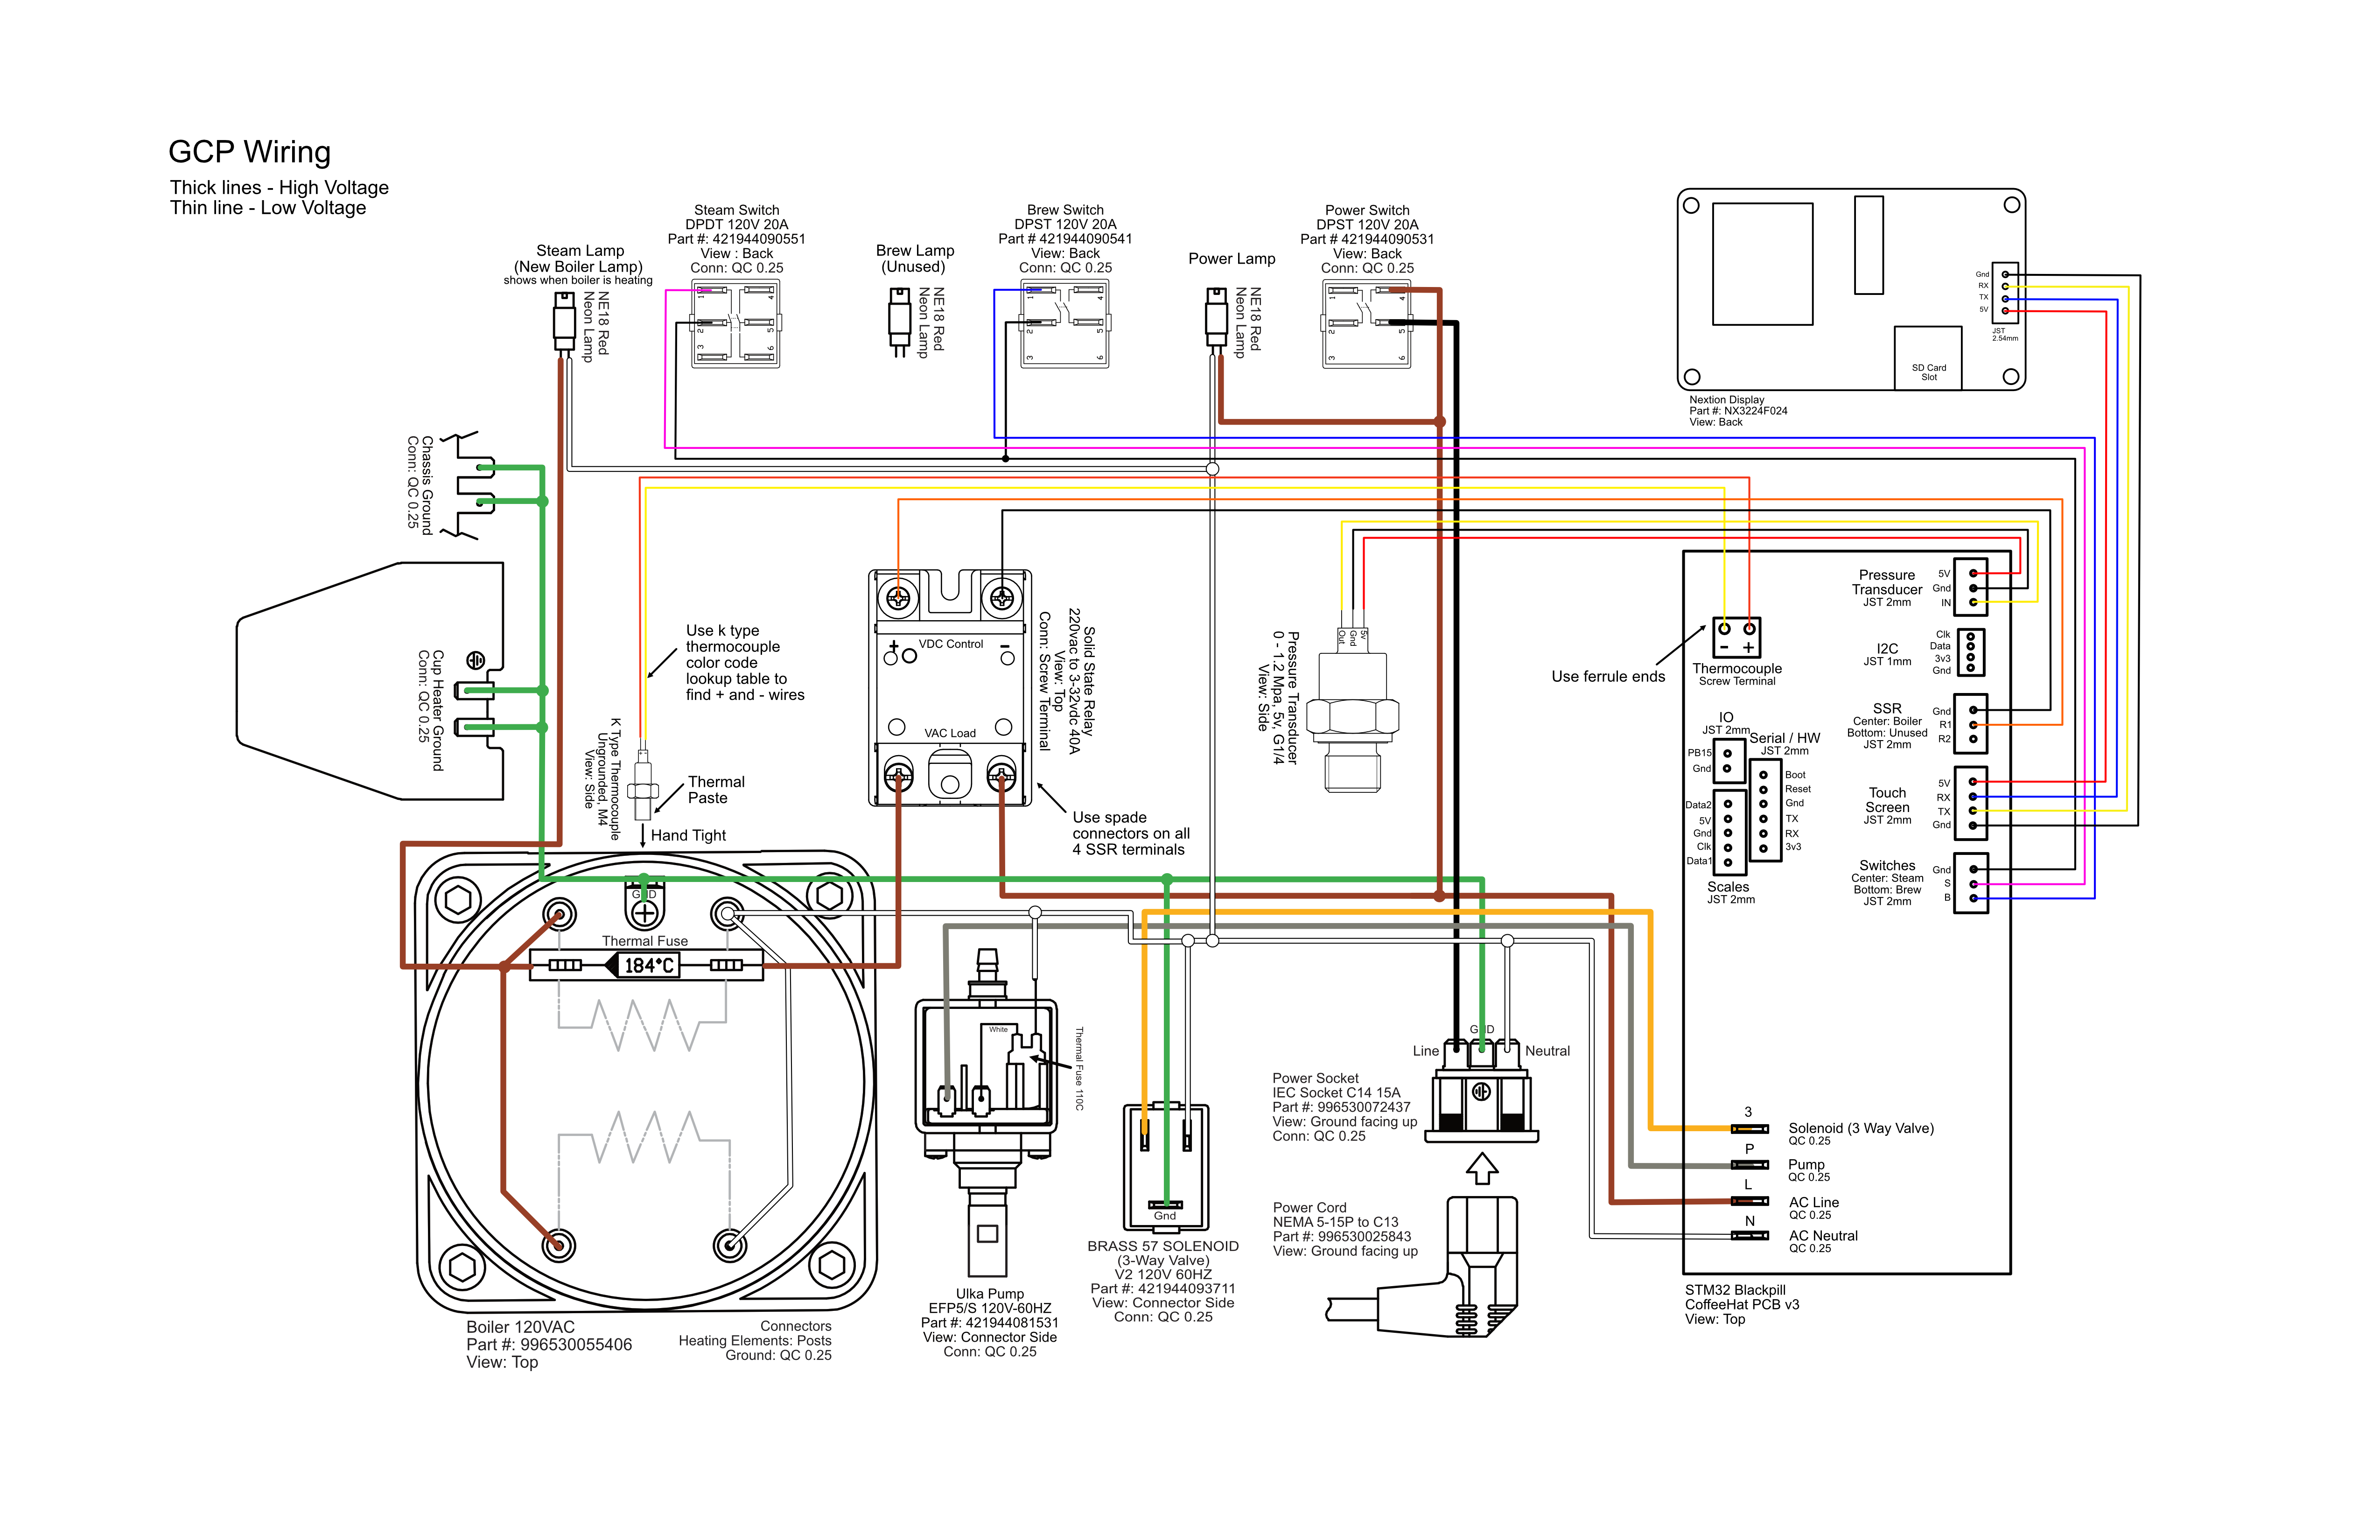 GCP Wiring
Thick lines - High Voltage
Thin line - Low Voltage
Steam Lamp
(New Boiler Lamp)
shows when boiler is heating
NE18 Red
Neon Lamp
Steam Switch
DPDT 120V 20A
Part #: 421944090551
View : Back
Conn: QC 0.25
1
4
2
5
3
6
Brew Lamp
(Unused)
NE18 Red
Neon Lamp
Brew Switch
DPST 120V 20A
Part # 421944090541
View: Back
Conn: QC 0.25
1
4
2
5
3
6
Power Lamp
NE18 Red
Neon Lamp
Power Switch
DPST 120V 20A
Part # 421944090531
View: Back
Conn: QC 0.25
1
4
2
5
3
6
Gnd
RX
TX
5V
JST
2.54mm
SD Card
Slot
Nextion Display
Part #: NX3224F024
View: Back
Chassis Ground
Conn: QC 0.25
Cup Heater Ground
Conn: QC 0.25
Use k type
thermocouple
color code
lookup table to
find + and - wires
K Type Thermocouple
Ungrounded, M4
View: Side
Thermal
Paste
Hand Tight
VDC Control
+
-
VAC Load
Solid State Relay
220vac to 3-32vdc 40A
View: Top
Conn: Screw Terminal
Use spade
connectors on all
4 SSR terminals
Out
Gnd
5v
Pressure Transducer
0 - 1.2 Mpa, 5v, G1/4
View: Side
Use ferrule ends
- +
Thermocouple
Screw Terminal
Pressure
Transducer
JST 2mm
5V
Gnd
IN
I2C
JST 1mm
Clk
Data
3v3
Gnd
SSR
Center: Boiler
Bottom: Unused
JST 2mm
Gnd
R1
R2
IO
JST 2mm
PB15
Gnd
Serial / HW
JST 2mm
Boot
Reset
Gnd
TX
RX
3v3
Data2
5V
Gnd
Clk
Data1
Scales
JST 2mm
Touch
Screen
JST 2mm
5V
RX
TX
Gnd
Switches
Center: Steam
Bottom: Brew
JST 2mm
Gnd
S
B
GND
Thermal Fuse
184°C
Boiler 120VAC
Part #: 996530055406
View: Top
Connectors
Heating Elements: Posts
Ground: QC 0.25
White
Thermal Fuse 110C
Ulka Pump
EFP5/S 120V-60HZ
Part #: 421944081531
View: Connector Side
Conn: QC 0.25
Gnd
BRASS 57 SOLENOID
(3-Way Valve)
V2 120V 60HZ
Part #: 421944093711
View: Connector Side
Conn: QC 0.25
Line
GND
Neutral
Power Socket
IEC Socket C14 15A
Part #: 996530072437
View: Ground facing up
Conn: QC 0.25
Power Cord
NEMA 5-15P to C13
Part #: 996530025843
View: Ground facing up
3
Solenoid (3 Way Valve)
QC 0.25
P
Pump
QC 0.25
L
AC Line
QC 0.25
N
AC Neutral
QC 0.25
STM32 Blackpill
CoffeeHat PCB v3
View: Top